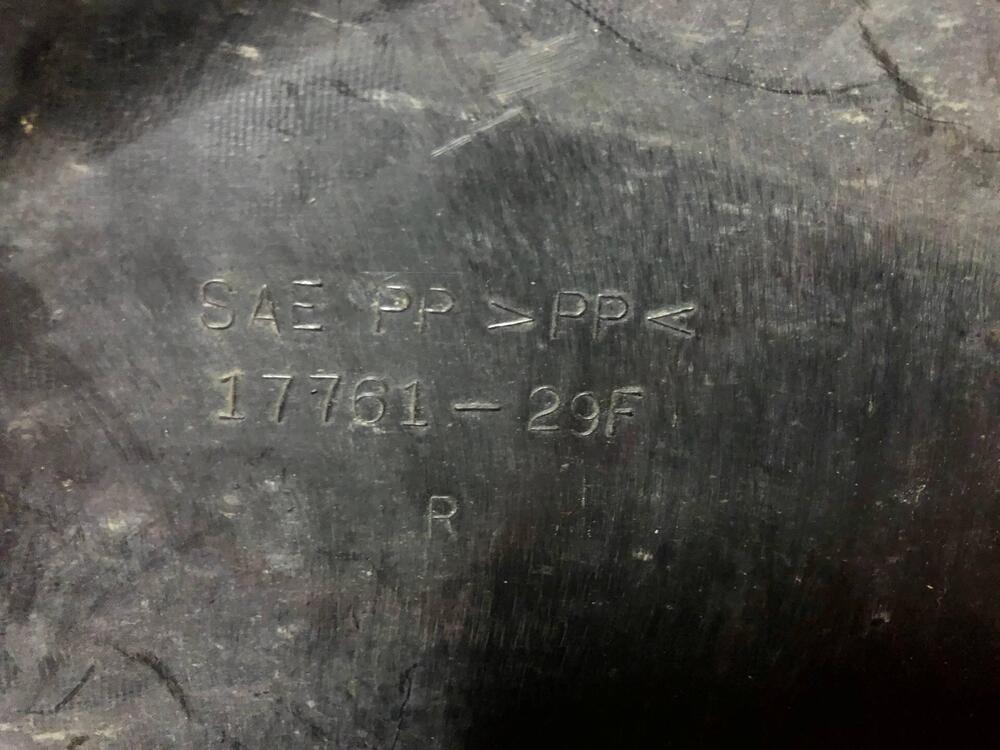 SAE PP >PP<
17761-29F
R